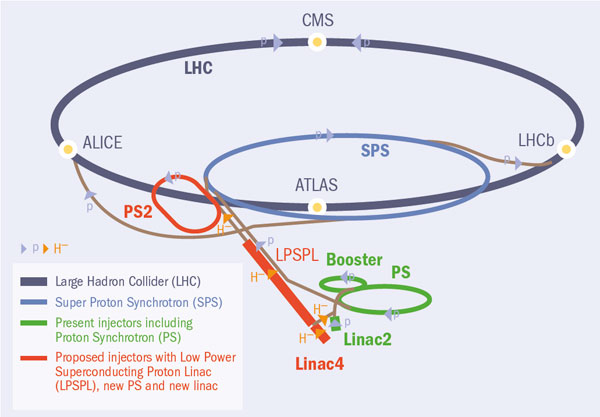 CMS
p
p
LHC
ALICE
LHCb
p
SPS
p
ATLAS
p
PS2
p
H⁻
p
LPSPL
p H⁻
H⁻
Booster
p
PS
p
H⁻
p
H⁻
Linac2
Linac4
Large Hadron Collider (LHC)
Super Proton Synchrotron (SPS)
Present injectors including
Proton Synchrotron (PS)
Proposed injectors with Low Power
Superconducting Proton Linac
(LPSPL), new PS and new linac